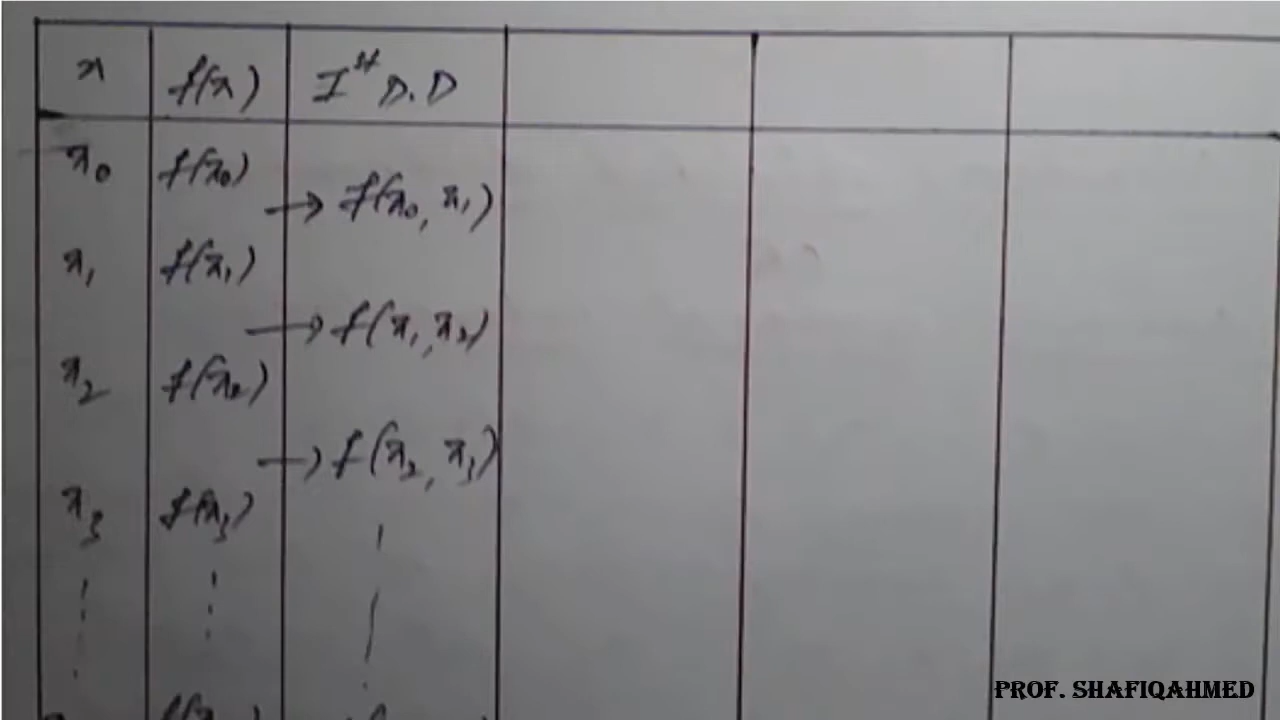 x f(x) Iˢᵗ D.D
x₀ f(x₀)
→ f(x₀, x₁)
x₁ f(x₁)
→ f(x₁, x₂)
x₂ f(x₂)
→ f(x₂, x₃)
x₃ f(x₃)
PROF. SHAFIQAHMED